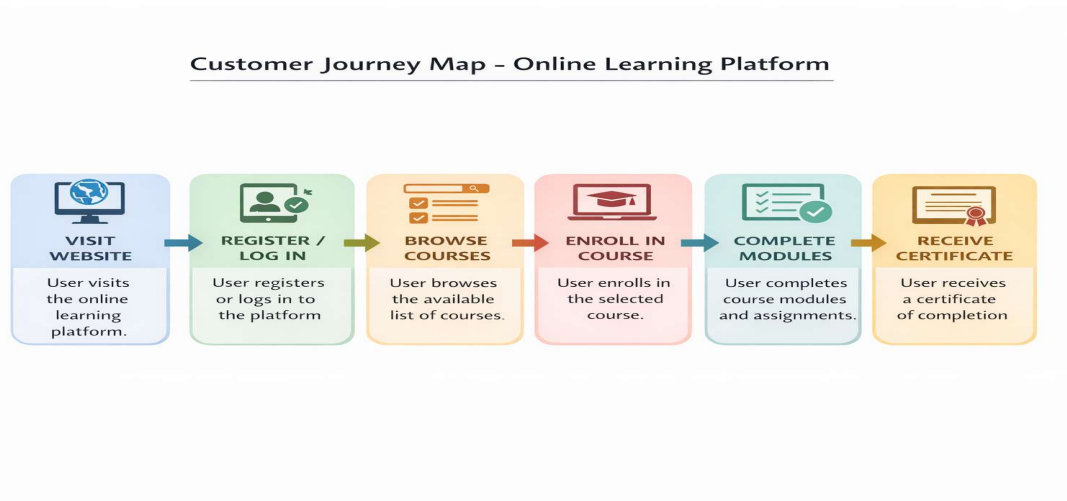 Customer Journey Map – Online Learning Platform
VISIT
WEBSITE
User visits
the online
learning
platform.
REGISTER /
LOG IN
User registers
or logs in to
the platform
BROWSE
COURSES
User browses
the available
list of courses.
ENROLL IN
COURSE
User enrolls in
the selected
course.
COMPLETE
MODULES
User completes
course modules
and assignments.
RECEIVE
CERTIFICATE
User receives
a certificate
of completion